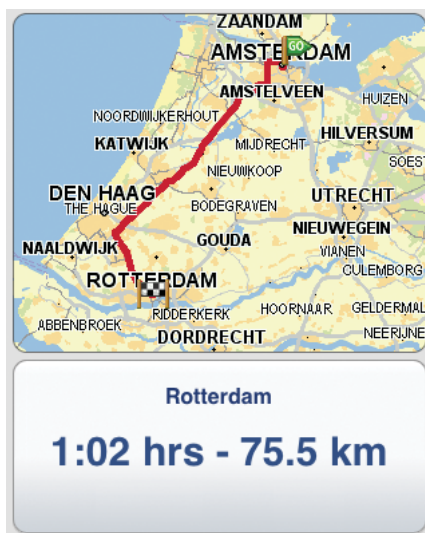 ZAANDAM
GO
AMSTERDAM
AMSTELVEEN
HUIZEN
NOORDWIJKERHOUT
HILVERSUM
KATWIJK
MIJDRECHT
SOEST
NIEUWKOOP
DEN HAAG
THE HAGUE
UTRECHT
BODEGRAVEN
NIEUWEGEIN
NAALDWIJK
GOUDA
VIANEN
CULEMBORG
ROTTERDAM
HOORNAAR
GELDERMAL
RIDDERKERK
ABBENBROEK
NEERIJNE
DORDRECHT
Rotterdam
1:02 hrs - 75.5 km